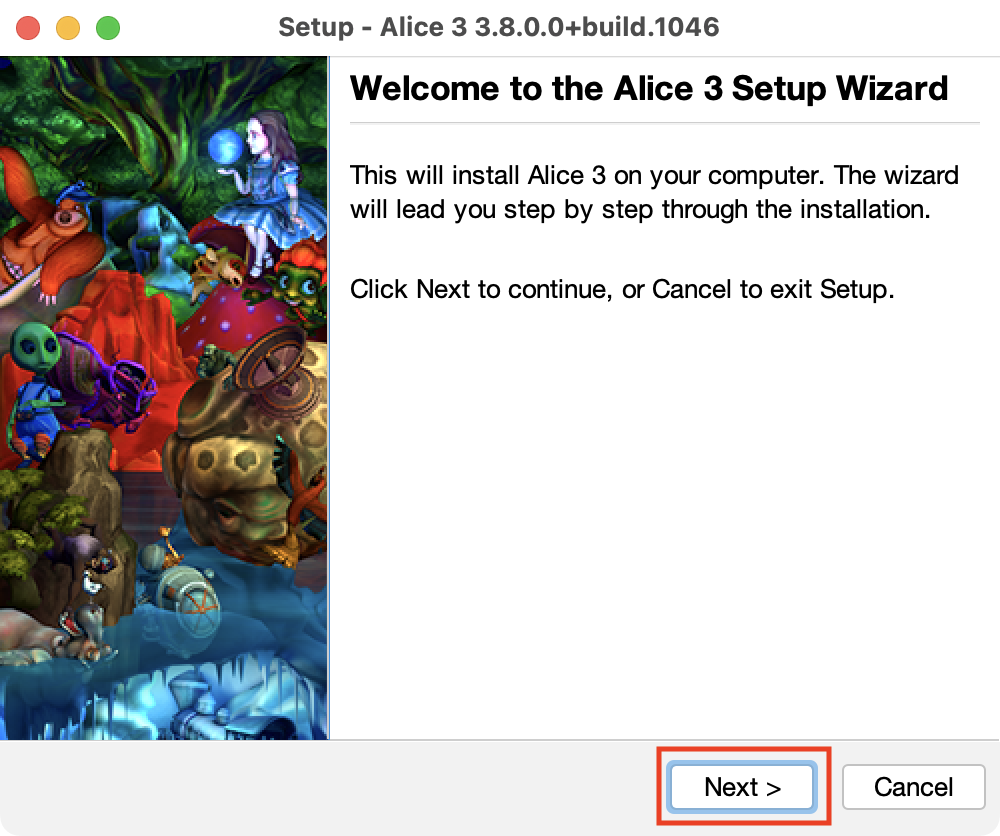 Setup - Alice 3 3.8.0.0+build.1046
Welcome to the Alice 3 Setup Wizard
This will install Alice 3 on your computer. The wizard
will lead you step by step through the installation.
Click Next to continue, or Cancel to exit Setup.
Next >
Cancel